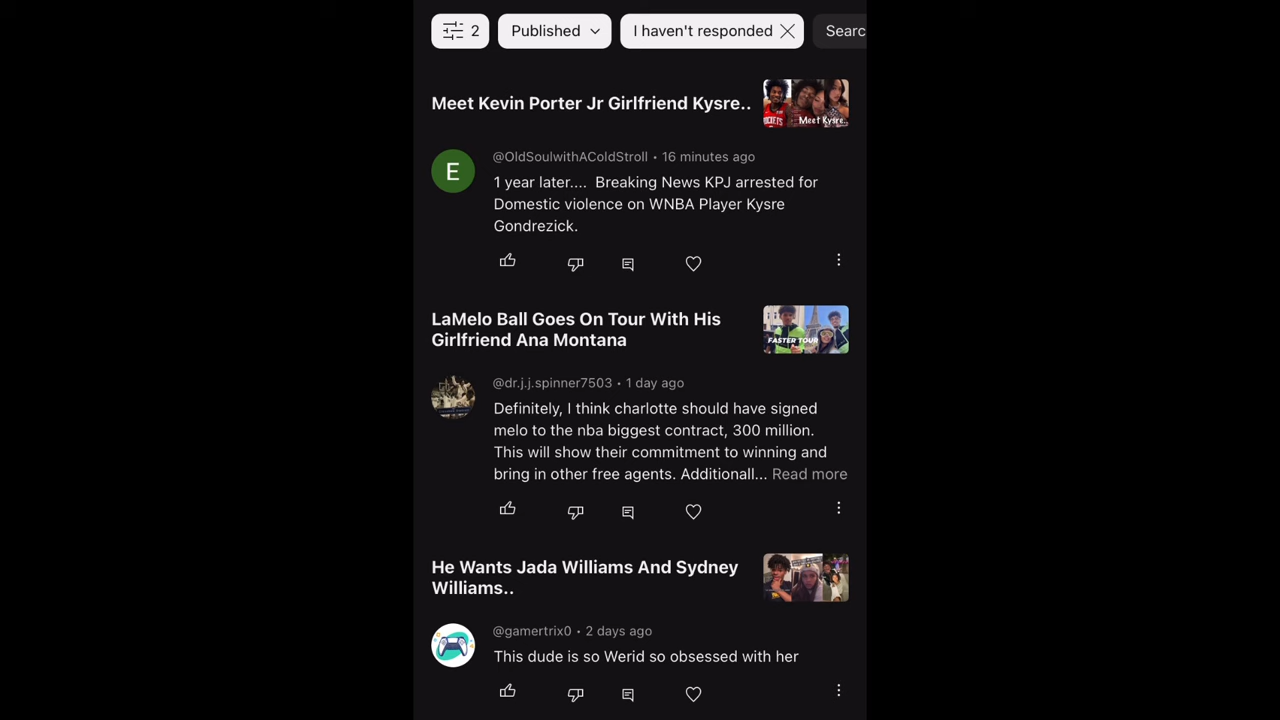 2
Published
I haven't responded
Searc
Meet Kevin Porter Jr Girlfriend Kysre..
ROCKETS
Meet Kysre..
E
@OldSoulwithAColdStroll • 16 minutes ago
1 year later.... Breaking News KPJ arrested for
Domestic violence on WNBA Player Kysre
Gondrezick.
LaMelo Ball Goes On Tour With His
Girlfriend Ana Montana
FASTER TOUR
@dr.j.j.spinner7503 • 1 day ago
Definitely, I think charlotte should have signed
melo to the nba biggest contract, 300 million.
This will show their commitment to winning and
bring in other free agents. Additionall... Read more
He Wants Jada Williams And Sydney
Williams..
@gamertrix0 • 2 days ago
This dude is so Werid so obsessed with her